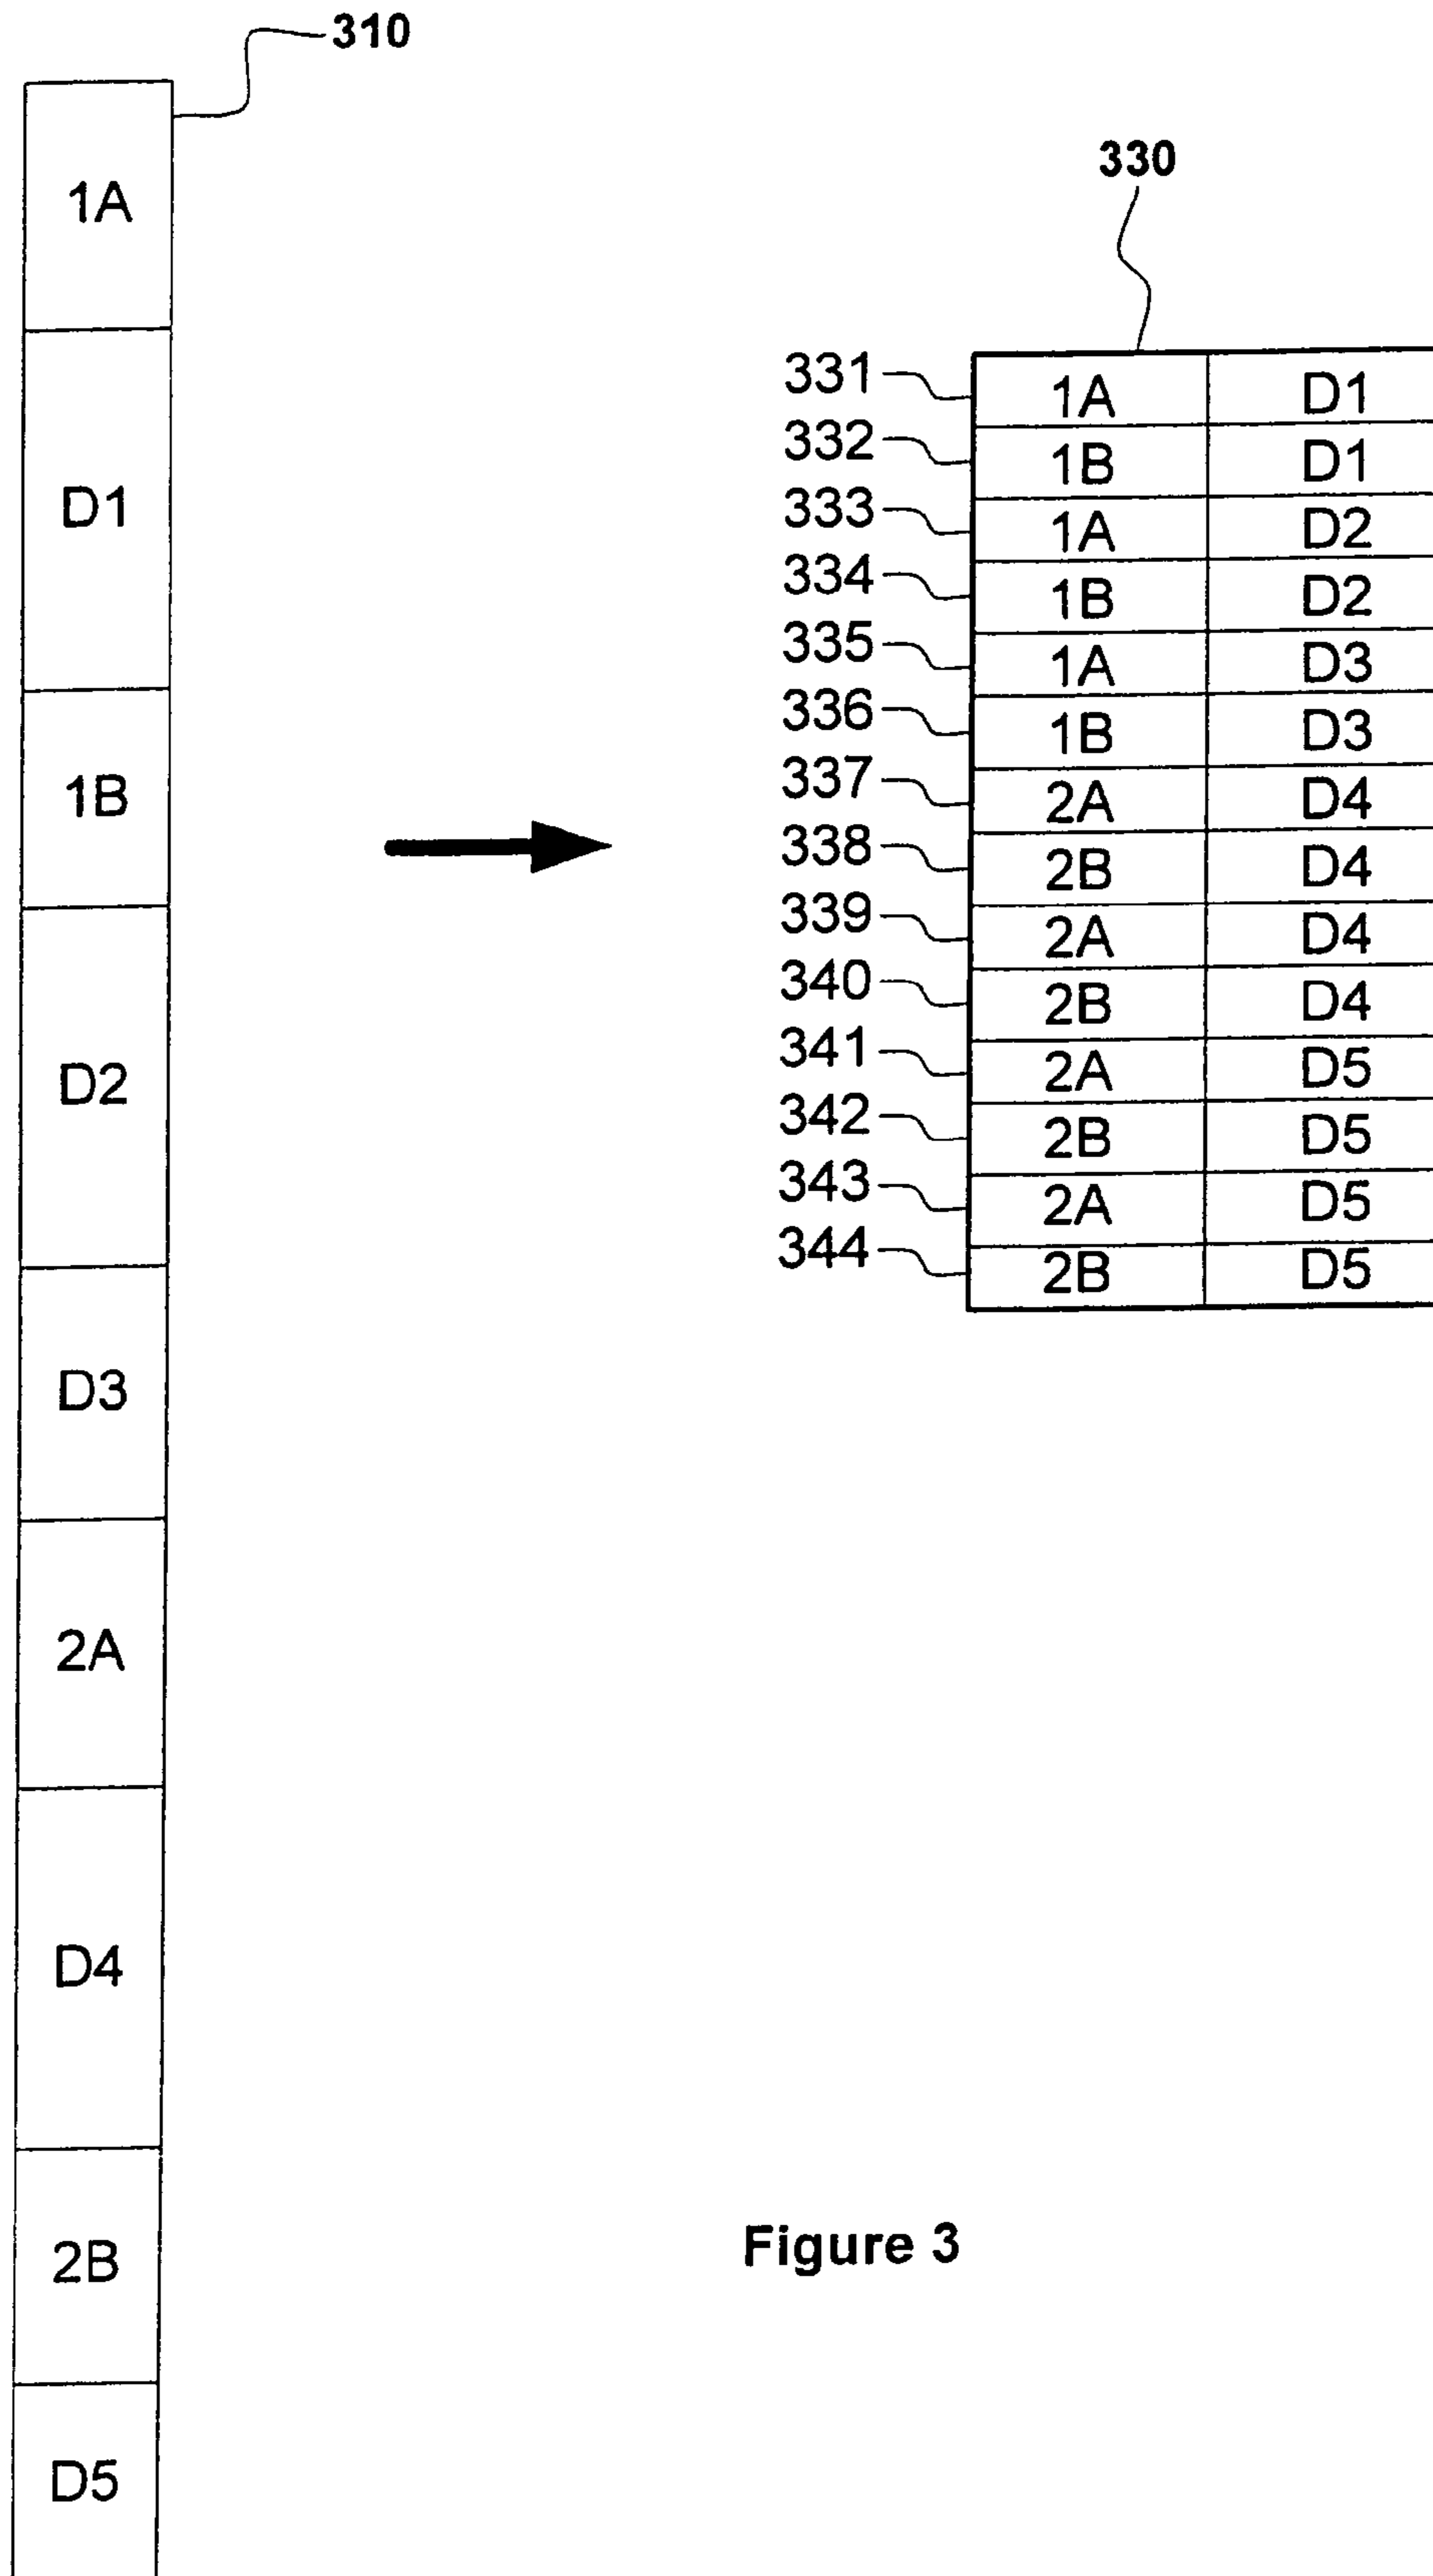 310
1A
D1
1B
D2
D3
2A
D4
2B
D5
330
331 1A D1
332 1B D1
333 1A D2
334 1B D2
335 1A D3
336 1B D3
337 2A D4
338 2B D4
339 2A D4
340 2B D4
341 2A D5
342 2B D5
343 2A D5
344 2B D5
Figure 3